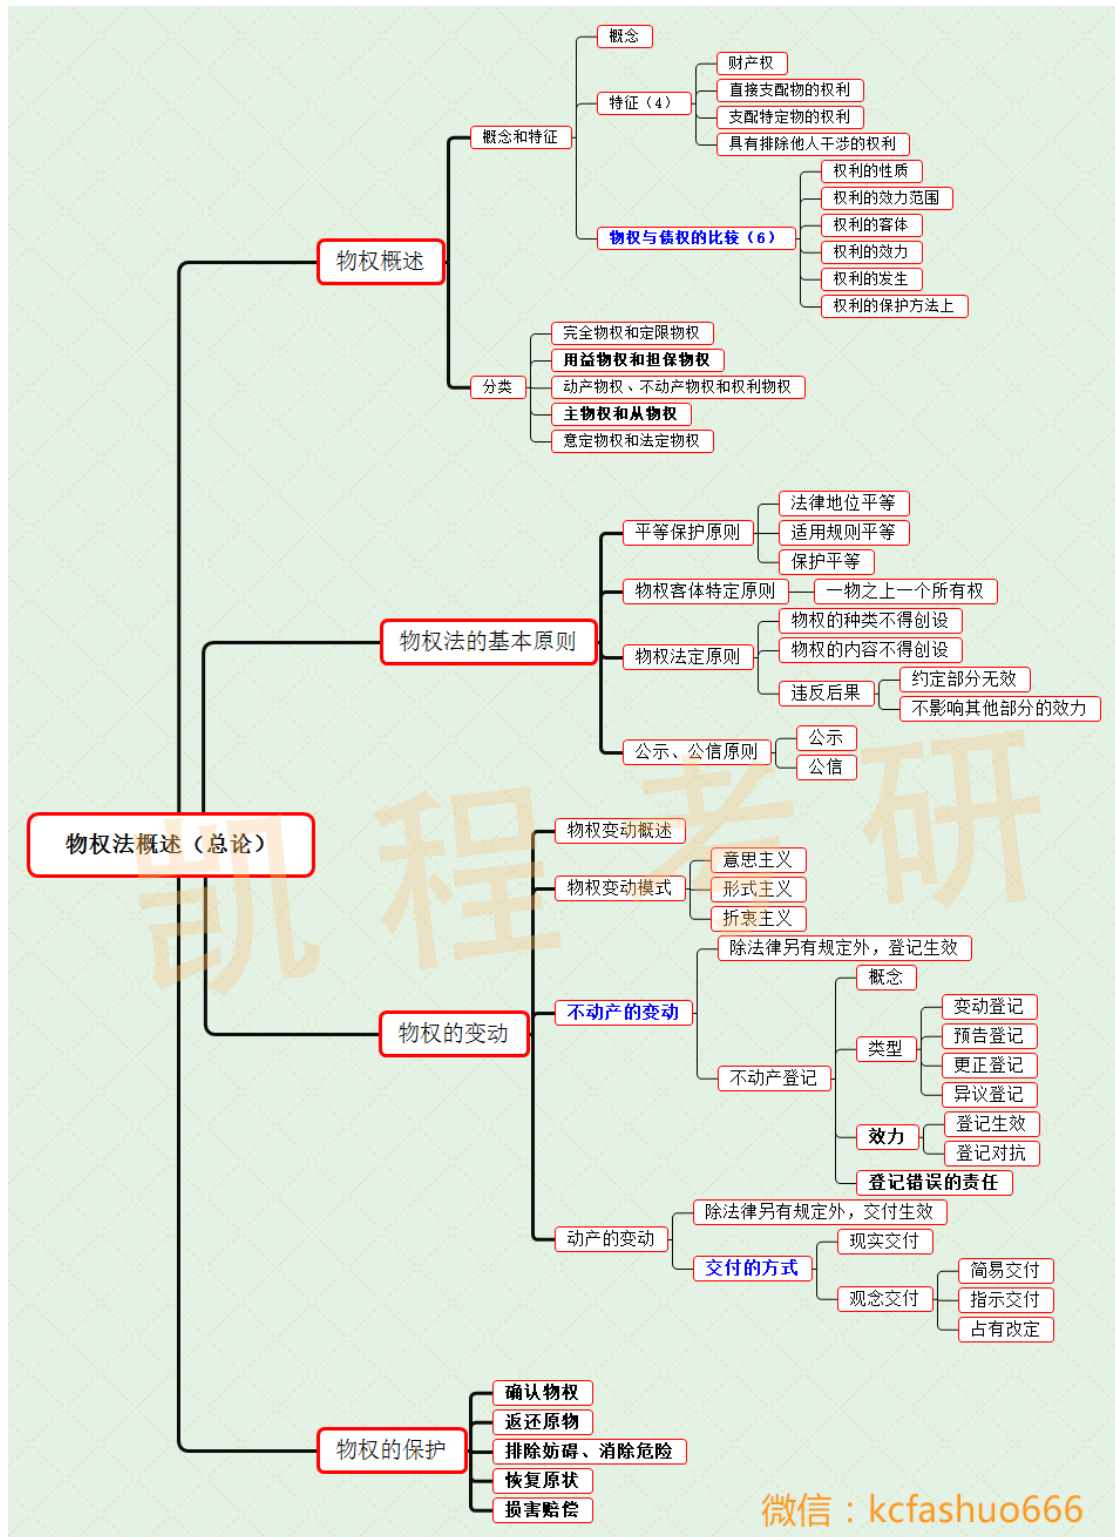 物权法概述（总论）
物权概述
概念和特征
概念
特征（4）
财产权
直接支配物的权利
支配特定物的权利
具有排除他人干涉的权利
物权与债权的比较（6）
权利的性质
权利的效力范围
权利的客体
权利的效力
权利的发生
权利的保护方法上
分类
完全物权和定限物权
用益物权和担保物权
动产物权、不动产物权和权利物权
主物权和从物权
意定物权和法定物权
物权法的基本原则
平等保护原则
法律地位平等
适用规则平等
保护平等
物权客体特定原则
一物之上一个所有权
物权法定原则
物权的种类不得创设
物权的内容不得创设
违反后果
约定部分无效
不影响其他部分的效力
公示、公信原则
公示
公信
物权的变动
物权变动概述
物权变动模式
意思主义
形式主义
折衷主义
不动产的变动
除法律另有规定外，登记生效
不动产登记
概念
类型
变动登记
预告登记
更正登记
异议登记
效力
登记生效
登记对抗
登记错误的责任
动产的变动
除法律另有规定外，交付生效
交付的方式
现实交付
观念交付
简易交付
指示交付
占有改定
物权的保护
确认物权
返还原物
排除妨碍、消除危险
恢复原状
损害赔偿
凯程考研
微信：kcfashuo666